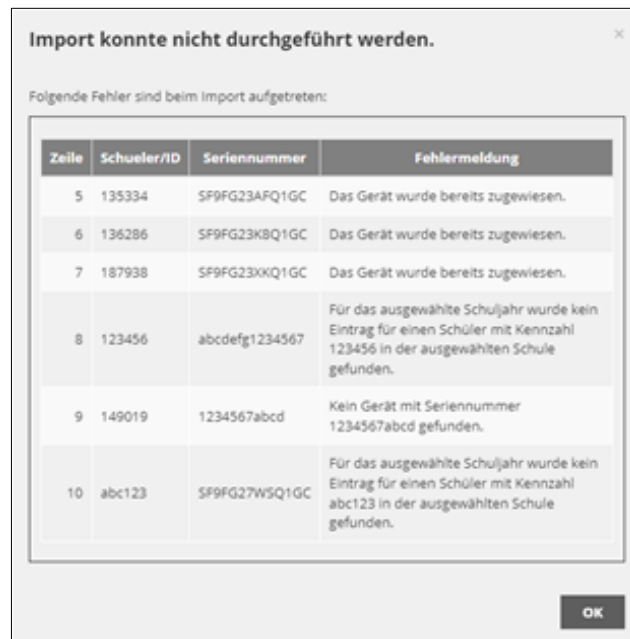 Import konnte nicht durchgeführt werden.
×
Folgende Fehler sind beim Import aufgetreten:
Zeile Schueler/ID Seriennummer Fehlermeldung
5 135334 SF9FG23AFQ1GC Das Gerät wurde bereits zugewiesen.
6 136286 SF9FG23K8Q1GC Das Gerät wurde bereits zugewiesen.
7 187938 SF9FG23XKQ1GC Das Gerät wurde bereits zugewiesen.
8 123456 abcdefg1234567 Für das ausgewählte Schuljahr wurde kein
Eintrag für einen Schüler mit Kennzahl
123456 in der ausgewählten Schule
gefunden.
9 149019 1234567abcd Kein Gerät mit Seriennummer
1234567abcd gefunden.
10 abc123 SF9FG27WSQ1GC Für das ausgewählte Schuljahr wurde kein
Eintrag für einen Schüler mit Kennzahl
abc123 in der ausgewählten Schule
gefunden.
OK